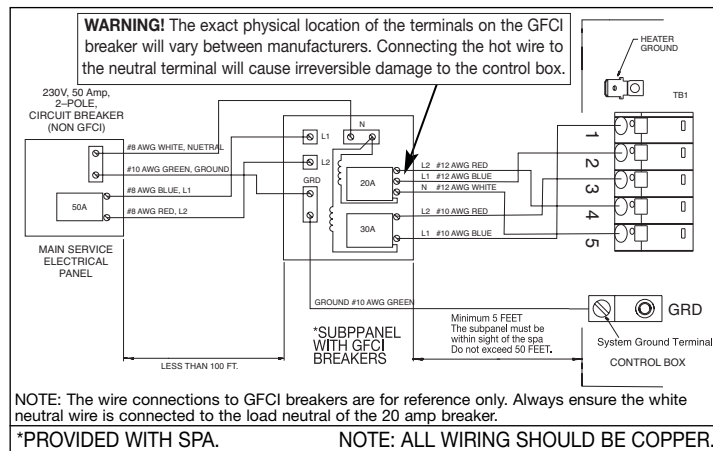 WARNING! The exact physical location of the terminals on the GFCI
breaker will vary between manufacturers. Connecting the hot wire to
the neutral terminal will cause irreversible damage to the control box.
HEATER
GROUND
TB1
230V, 50 Amp,
2–POLE,
CIRCUIT BREAKER
(NON GFCI)
#8 AWG WHITE, NUETRAL
#10 AWG GREEN, GROUND
#8 AWG BLUE, L1
#8 AWG RED, L2
50A
MAIN SERVICE
ELECTRICAL
PANEL
N
L1
L2
GRD
20A
30A
L2 #12 AWG RED
L1 #12 AWG BLUE
N #12 AWG WHITE
L2 #10 AWG RED
L1 #10 AWG BLUE
1
2
3
4
5
GROUND #10 AWG GREEN
*SUBPPANEL
WITH GFCI
BREAKERS
LESS THAN 100 FT.
Minimum 5 FEET
The subpanel must be
within sight of the spa
Do not exceed 50 FEET.
GRD
System Ground Terminal
CONTROL BOX
NOTE: The wire connections to GFCI breakers are for reference only. Always ensure the white
neutral wire is connected to the load neutral of the 20 amp breaker.
*PROVIDED WITH SPA. NOTE: ALL WIRING SHOULD BE COPPER.